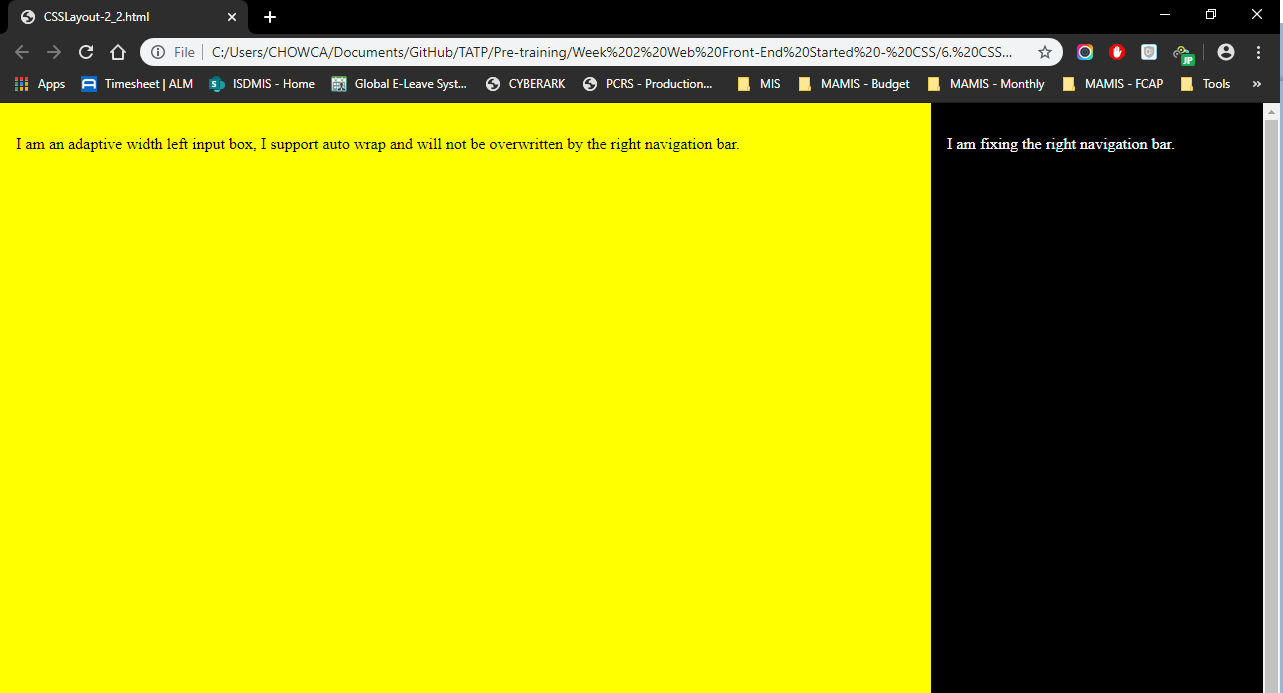 CSSLayout-2_2.html
File C:/Users/CHOWCA/Documents/GitHub/TATP/Pre-training/Week%202%20Web%20Front-End%20Started%20-%20CSS/6.%20CSS... JP
Apps Timesheet | ALM S ISDMIS - Home Global E-Leave Syst... CYBERARK PCRS - Production... MIS MAMIS - Budget MAMIS - Monthly MAMIS - FCAP Tools »
I am an adaptive width left input box, I support auto wrap and will not be overwritten by the right navigation bar.
I am fixing the right navigation bar.